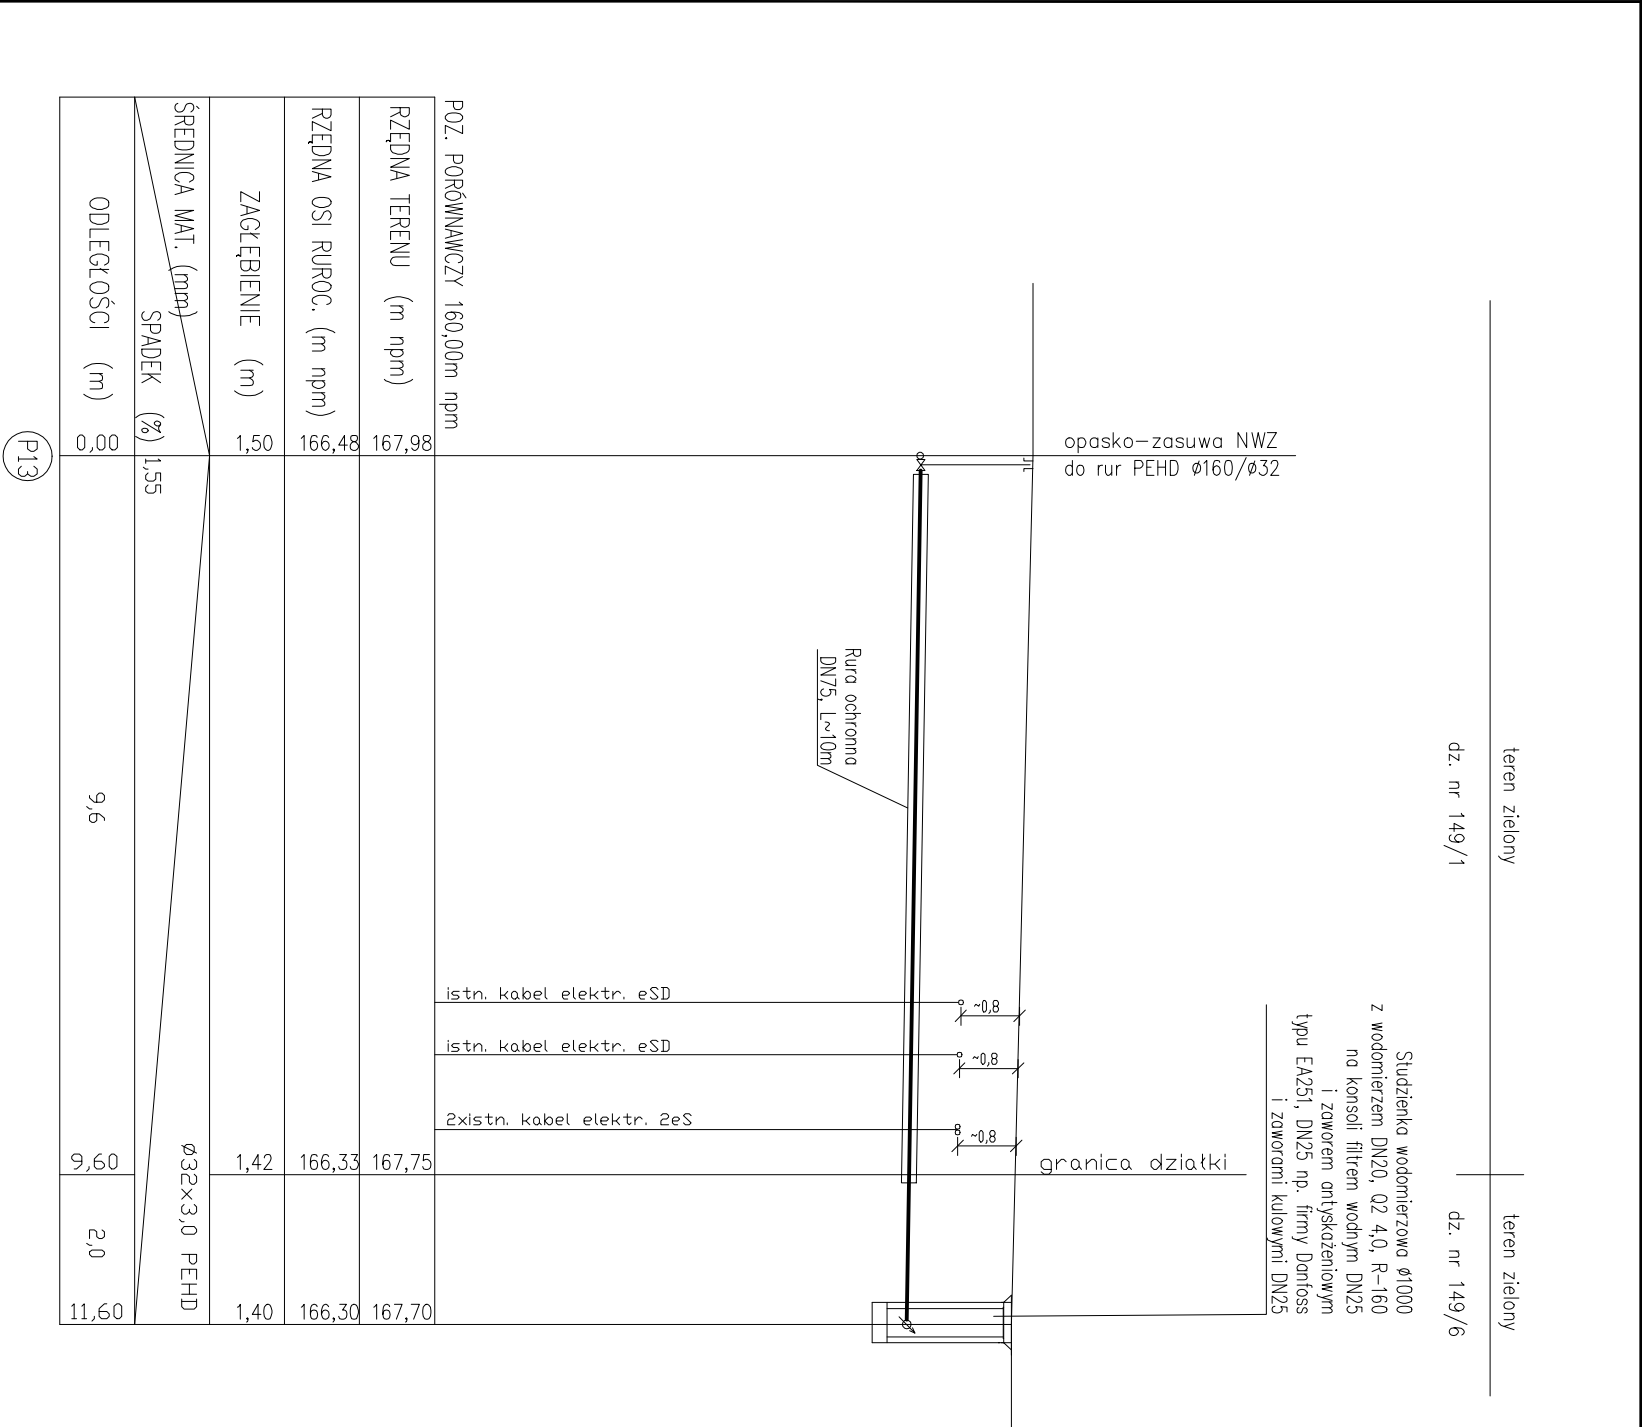 teren zielony
teren zielony
dz. nr 149/1
dz. nr 149/6
Studzienka wodomierzowa ø1000
z wodomierzem DN20, Q2 4,0, R-160
na konsoli filtrem wodnym DN25
i zaworem antyskażeniowym
typu EA251, DN25 np. firmy Danfoss
i zaworami kulowymi DN25
opasko-zasuwa NWZ
do rur PEHD ø160/ø32
granica działki
~0,8
~0,8
~0,8
Rura ochronna
DN75, L~10m
istn. kabel elektr. eSD
istn. kabel elektr. eSD
2xistn. kabel elektr. 2eS
POZ. PORÓWNAWCZY 160,00m npm
RZĘDNA TERENU (m npm)
167,98
167,75
167,70
RZĘDNA OSI RUROC. (m npm)
166,48
166,33
166,30
ZAGŁĘBIENIE (m)
1,50
1,42
1,40
ŚREDNICA MAT. (mm)
ø32x3,0 PEHD
SPADEK (%)
1,55
ODLEGŁOŚCI (m)
0,00
9,6
9,60
2,0
11,60
P13